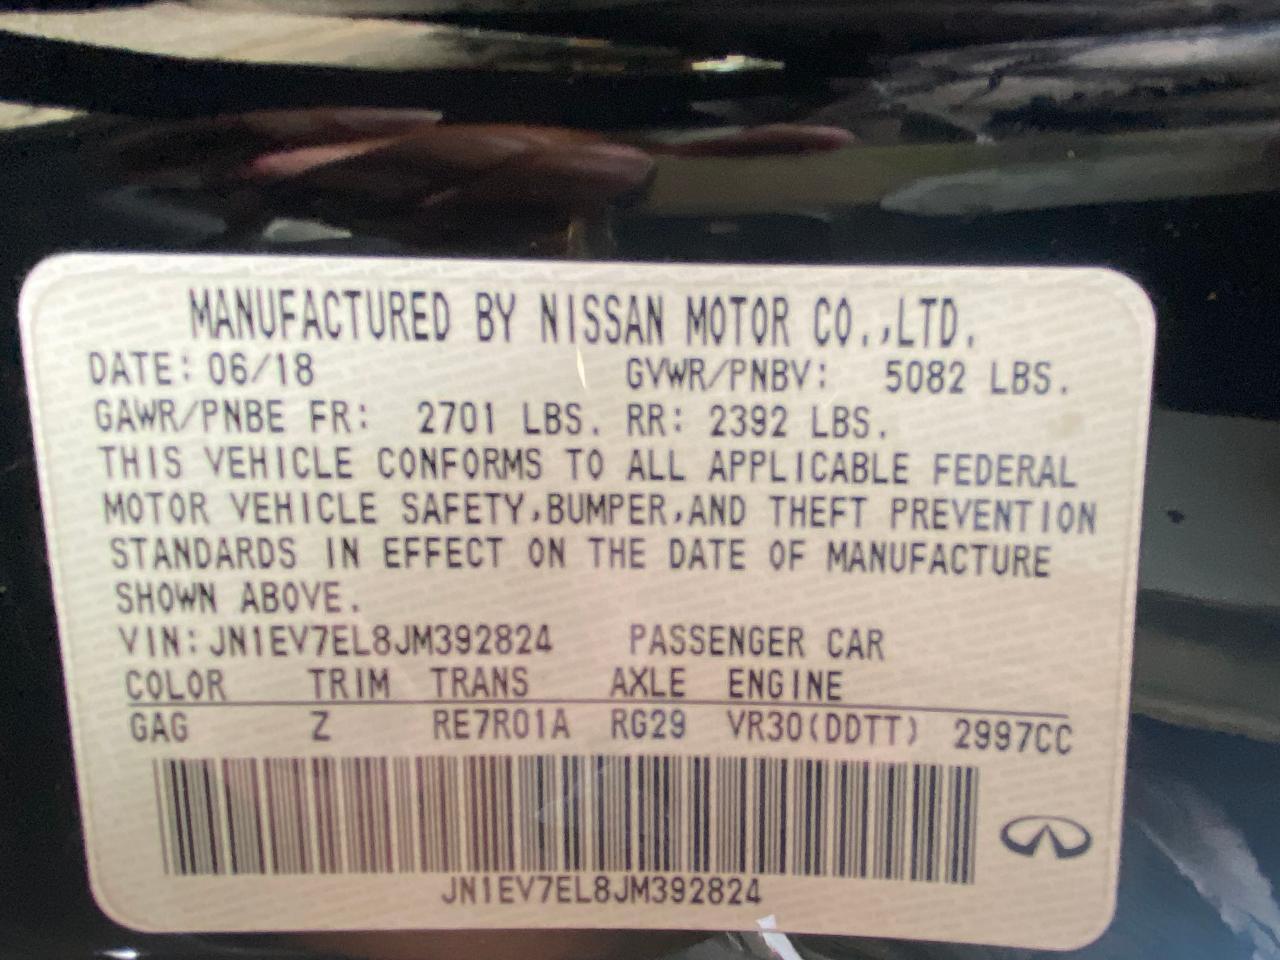 MANUFACTURED BY NISSAN MOTOR CO.,LTD.
DATE: 06/18 GVWR/PNBV: 5082 LBS.
GAWR/PNBE FR: 2701 LBS. RR: 2392 LBS.
THIS VEHICLE CONFORMS TO ALL APPLICABLE FEDERAL
MOTOR VEHICLE SAFETY,BUMPER,AND THEFT PREVENTION
STANDARDS IN EFFECT ON THE DATE OF MANUFACTURE
SHOWN ABOVE.
VIN:JN1EV7EL8JM392824 PASSENGER CAR
COLOR TRIM TRANS AXLE ENGINE
GAG Z RE7R01A RG29 VR30(DDTT) 2997CC
JN1EV7EL8JM392824